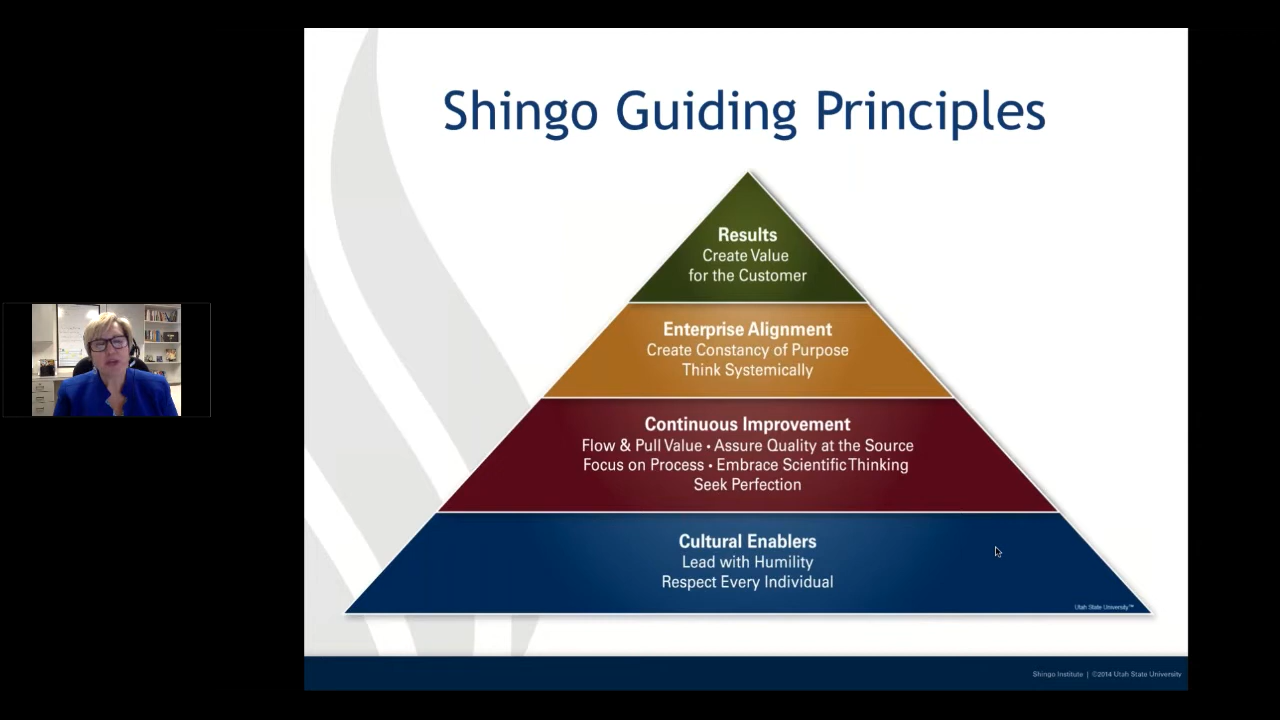 Shingo Guiding Principles
Results
Create Value
for the Customer
Enterprise Alignment
Create Constancy of Purpose
Think Systemically
Continuous Improvement
Flow & Pull Value • Assure Quality at the Source
Focus on Process • Embrace Scientific Thinking
Seek Perfection
Cultural Enablers
Lead with Humility
Respect Every Individual
Utah State University™
Shingo Institute | ©2014 Utah State University